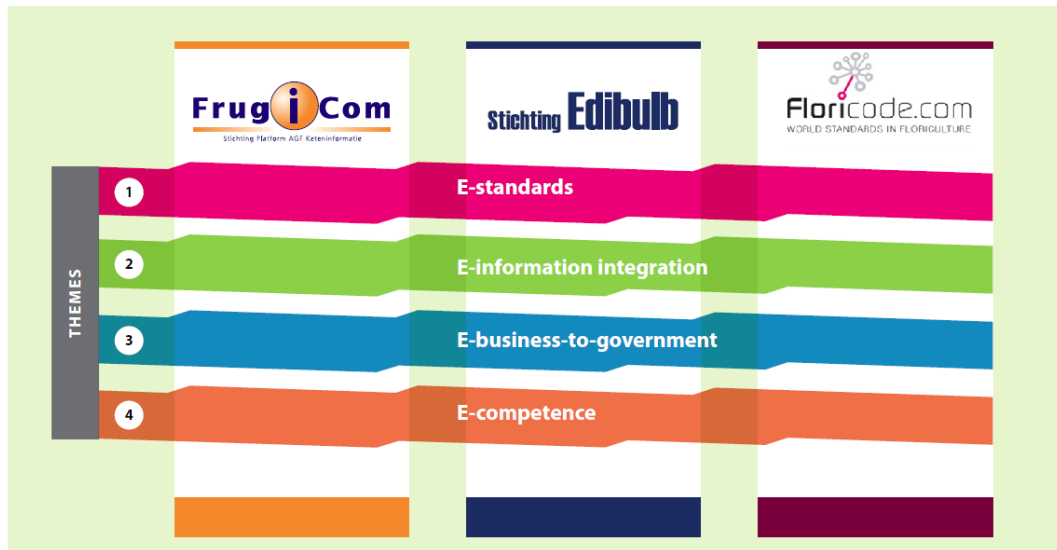 FrugiCom
Stichting Platform AGF Keteninformatie
Stichting Edibulb
Floricode.com
WORLD STANDARDS IN FLORICULTURE
THEMES
1
E-standards
2
E-information integration
3
E-business-to-government
4
E-competence